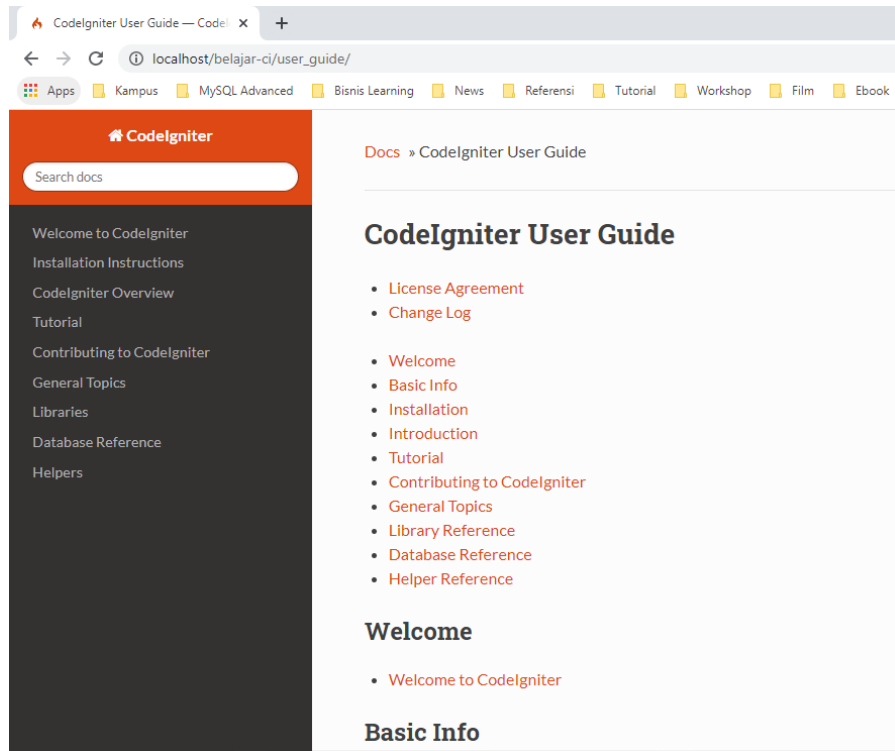 CodeIgniter User Guide — Code
localhost/belajar-ci/user_guide/
Apps Kampus MySQL Advanced Bisnis Learning News Referensi Tutorial Workshop Film Ebook
CodeIgniter
Search docs
Welcome to CodeIgniter
Installation Instructions
CodeIgniter Overview
Tutorial
Contributing to CodeIgniter
General Topics
Libraries
Database Reference
Helpers
Docs » CodeIgniter User Guide
CodeIgniter User Guide
• License Agreement
• Change Log
• Welcome
• Basic Info
• Installation
• Introduction
• Tutorial
• Contributing to CodeIgniter
• General Topics
• Library Reference
• Database Reference
• Helper Reference
Welcome
• Welcome to CodeIgniter
Basic Info